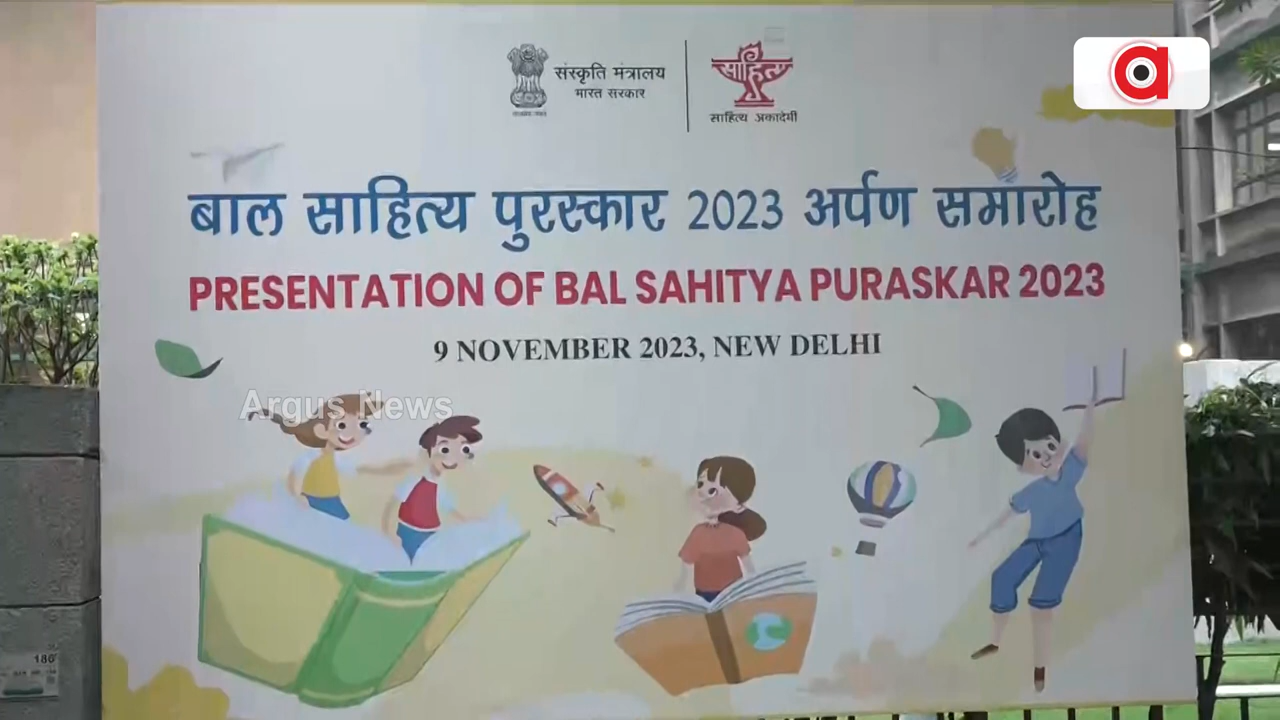 संस्कृति मंत्रालय
भारत सरकार
साहित्य
साहित्य अकादेमी
a
बाल साहित्य पुरस्कार 2023 अर्पण समारोह
PRESENTATION OF BAL SAHITYA PURASKAR 2023
9 NOVEMBER 2023, NEW DELHI
Argus News
186